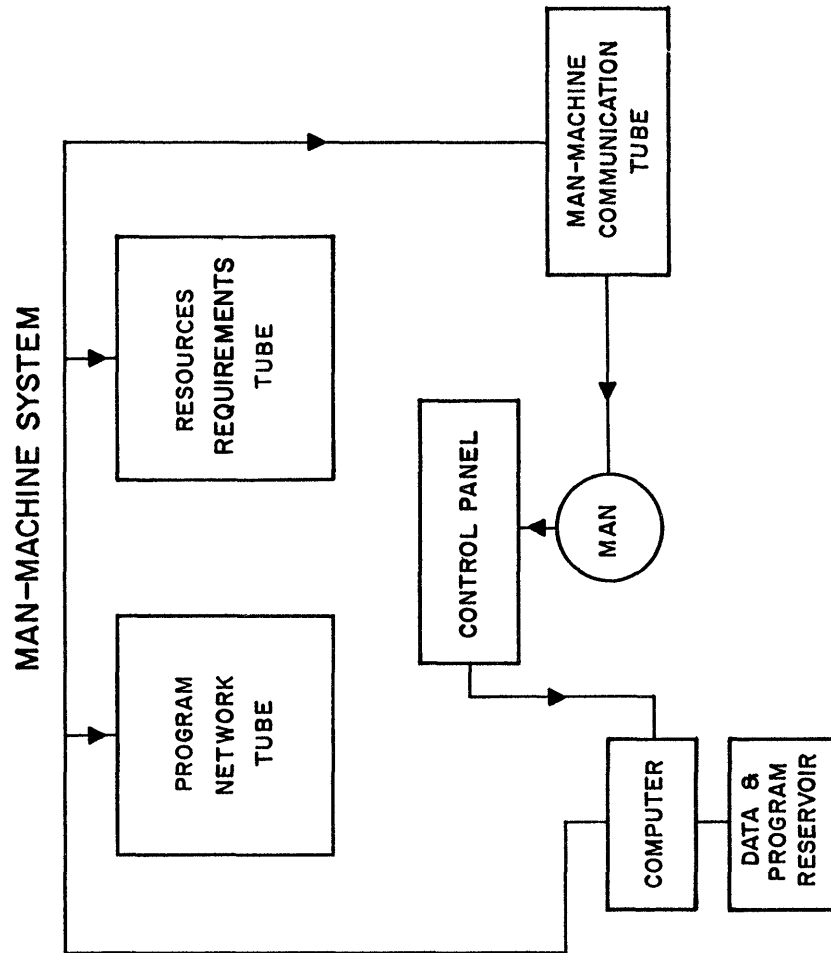 MAN–MACHINE SYSTEM
PROGRAM
NETWORK
TUBE
RESOURCES
REQUIREMENTS
TUBE
CONTROL PANEL
MAN
MAN–MACHINE
COMMUNICATION
TUBE
COMPUTER
DATA &
PROGRAM
RESERVOIR